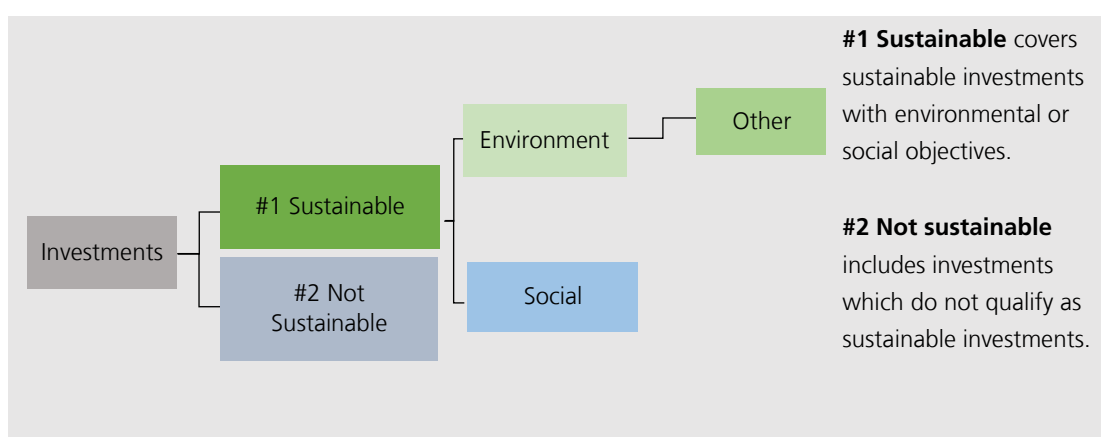 Investments
#1 Sustainable
#2 Not
Sustainable
Environment
Social
Other
#1 Sustainable covers
sustainable investments
with environmental or
social objectives.
#2 Not sustainable
includes investments
which do not qualify as
sustainable investments.